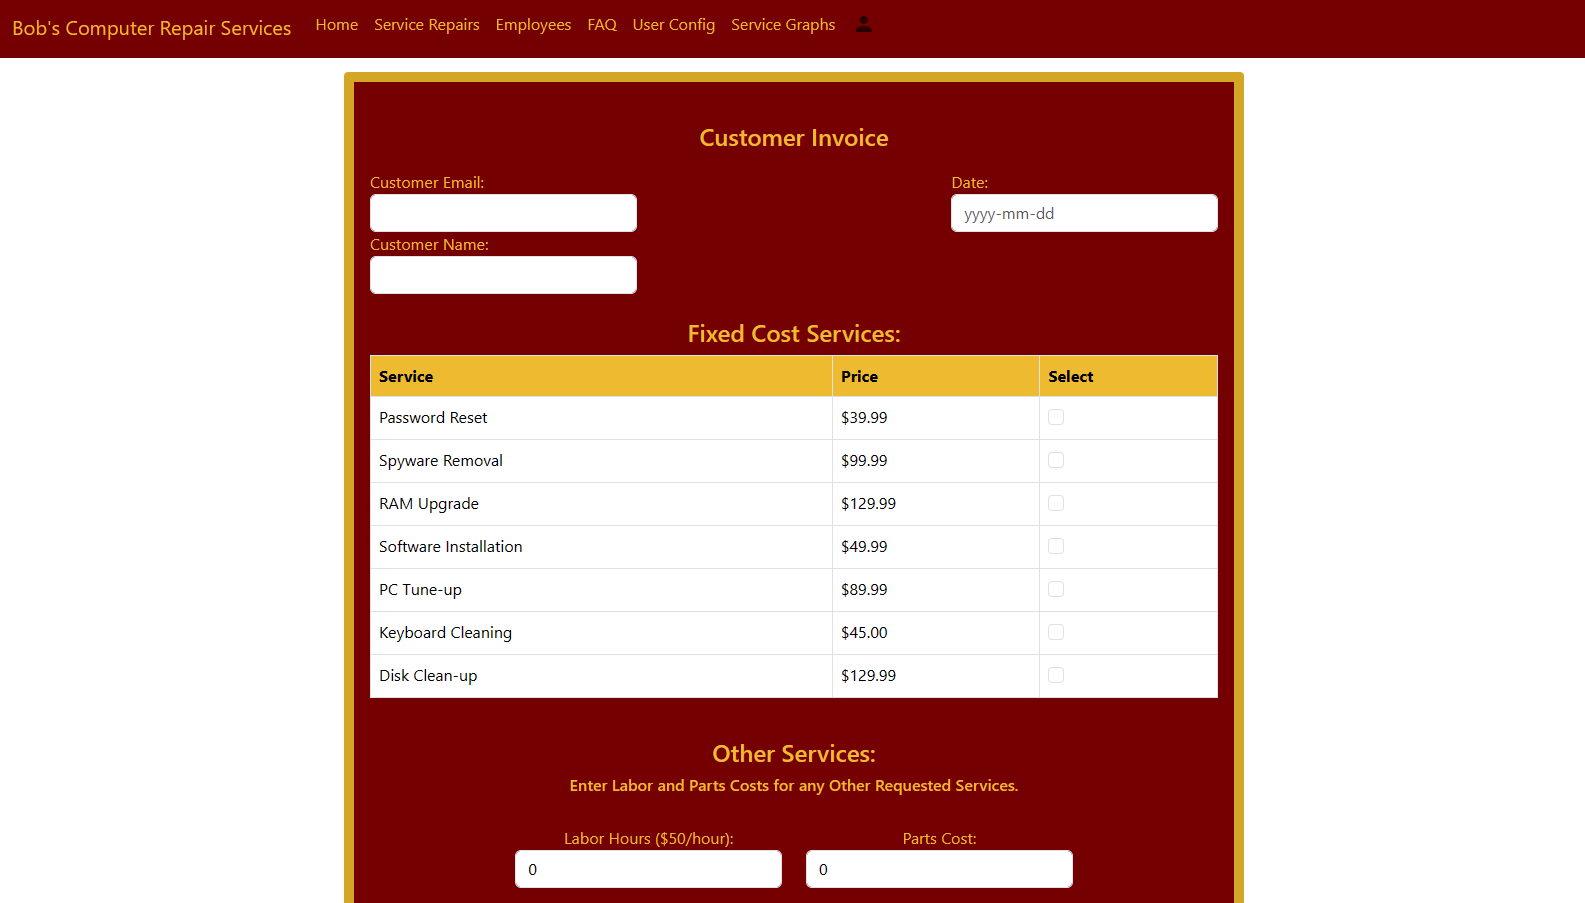 Bob's Computer Repair Services Home Service Repairs Employees FAQ User Config Service Graphs
Customer Invoice
Customer Email: Date:
yyyy-mm-dd
Customer Name:
Fixed Cost Services:
Service Price Select
Password Reset $39.99
Spyware Removal $99.99
RAM Upgrade $129.99
Software Installation $49.99
PC Tune-up $89.99
Keyboard Cleaning $45.00
Disk Clean-up $129.99
Other Services:
Enter Labor and Parts Costs for any Other Requested Services.
Labor Hours ($50/hour): Parts Cost:
0 0